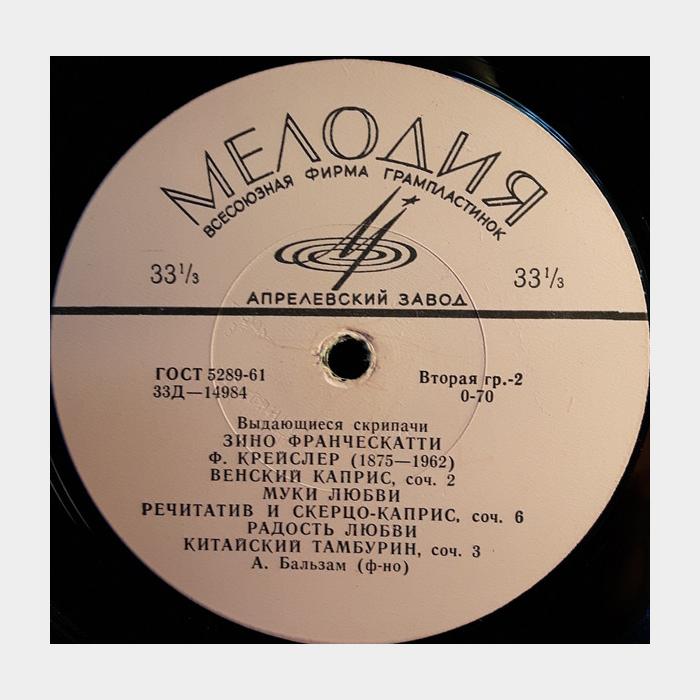 МЕЛОДИЯ
ВСЕСОЮЗНАЯ ФИРМА ГРАМПЛАСТИНОК
33⅓ 33⅓
АПРЕЛЕВСКИЙ ЗАВОД
ГОСТ 5289-61 Вторая гр.-2
33Д—14984 0-70
Выдающиеся скрипачи
ЗИНО ФРАНЧЕСКАТТИ
Ф. КРЕЙСЛЕР (1875—1962)
ВЕНСКИЙ КАПРИС, соч. 2
МУКИ ЛЮБВИ
РЕЧИТАТИВ И СКЕРЦО-КАПРИС, соч. 6
РАДОСТЬ ЛЮБВИ
КИТАЙСКИЙ ТАМБУРИН, соч. 3
А. Бальзам (ф-но)